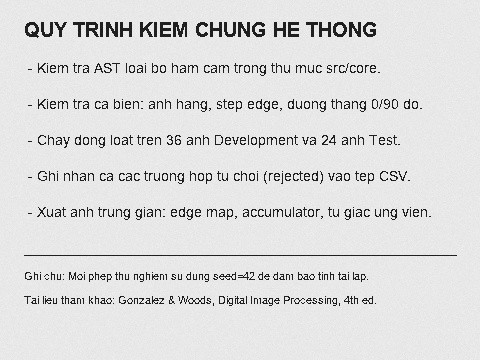 QUY TRINH KIEM CHUNG HE THONG
- Kiem tra AST loai bo ham cam trong thu muc src/core.
- Kiem tra ca bien: anh hang, step edge, duong thang 0/90 do.
- Chay dong loat tren 36 anh Development va 24 anh Test.
- Ghi nhan ca cac truong hop tu choi (rejected) vao tep CSV.
- Xuat anh trung gian: edge map, accumulator, tu giac ung vien.
Ghi chu: Moi phep thu nghiem su dung seed=42 de dam bao tinh tai lap.
Tai lieu tham khao: Gonzalez & Woods, Digital Image Processing, 4th ed.